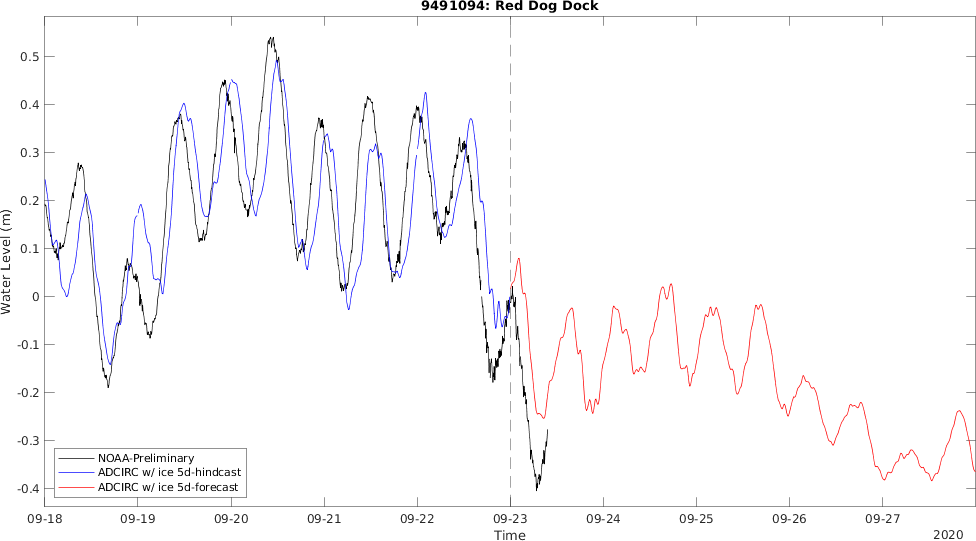 9491094: Red Dog Dock
Water Level (m)
0.5
0.4
0.3
0.2
0.1
0
-0.1
-0.2
-0.3
-0.4
NOAA-Preliminary
ADCIRC w/ ice 5d-hindcast
ADCIRC w/ ice 5d-forecast
09-18 09-19 09-20 09-21 09-22 09-23 09-24 09-25 09-26 09-27
Time
2020